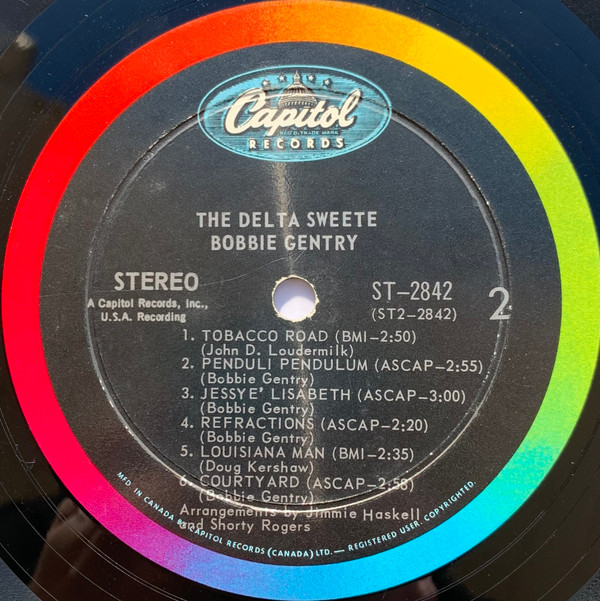 Capitol
REG'D. TRADE MARK
RECORDS
THE DELTA SWEETE
BOBBIE GENTRY
STEREO
A Capitol Records, Inc.,
U.S.A. Recording
ST–2842
(ST2–2842)
2
1. TOBACCO ROAD (BMI–2:50)
(John D. Loudermilk)
2. PENDULI PENDULUM (ASCAP–2:55)
(Bobbie Gentry)
3. JESSYE' LISABETH (ASCAP–3:00)
(Bobbie Gentry)
4. REFRACTIONS (ASCAP–2:20)
(Bobbie Gentry)
5. LOUISIANA MAN (BMI–2:35)
(Doug Kershaw)
6. COURTYARD (ASCAP–2:58)
(Bobbie Gentry)
Arrangements by Jimmie Haskell
and Shorty Rogers
MFD. IN CANADA BY CAPITOL RECORDS (CANADA) LTD. — REGISTERED USER. COPYRIGHTED.